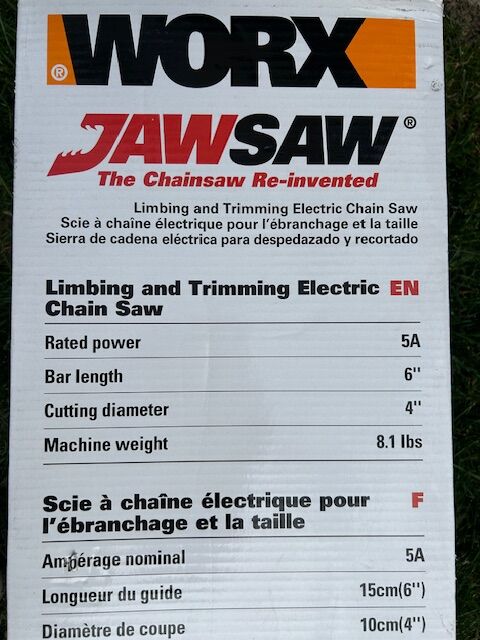 WORX®
JAWSAW®
The Chainsaw Re-invented
Limbing and Trimming Electric Chain Saw
Scie à chaîne électrique pour l'ébranchage et la taille
Sierra de cadena eléctrica para despedazado y recortado
Limbing and Trimming Electric EN
Chain Saw
Rated power 5A
Bar length 6''
Cutting diameter 4''
Machine weight 8.1 lbs
Scie à chaîne électrique pour F
l'ébranchage et la taille
Ampérage nominal 5A
Longueur du guide 15cm(6'')
Diamètre de coupe 10cm(4'')